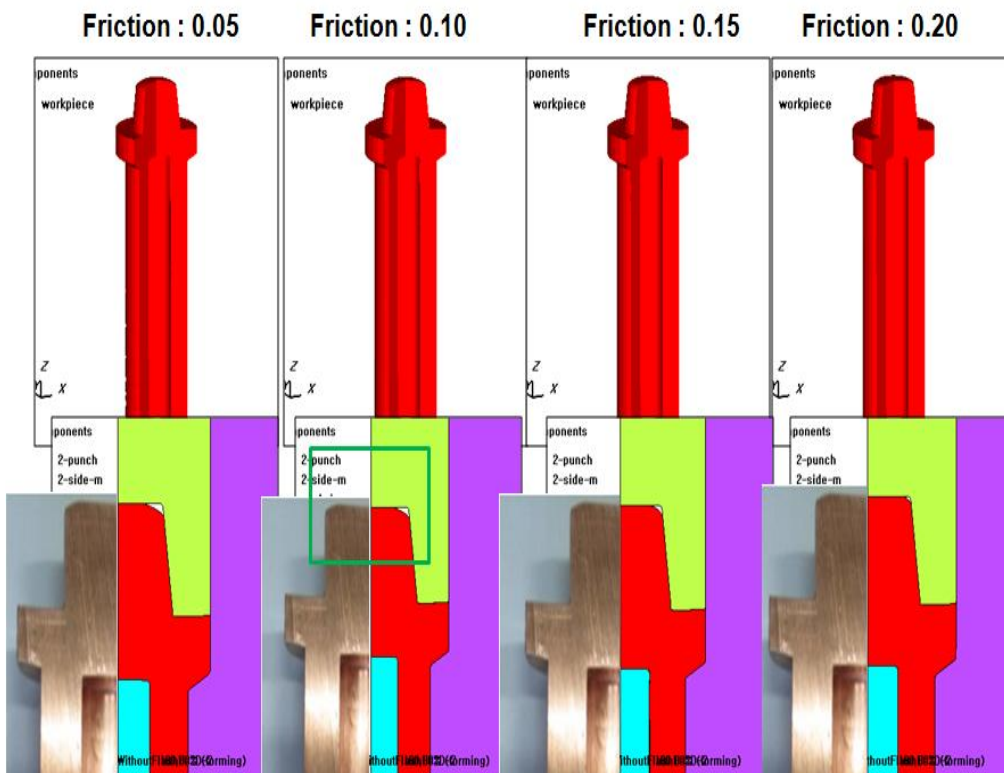 Friction : 0.05
Friction : 0.10
Friction : 0.15
Friction : 0.20
ponents
workpiece
ponents
workpiece
ponents
workpiece
ponents
workpiece
Z
X
Z
X
Z
X
Z
X
ponents
2-punch
2-side-m
ponents
2-punch
2-side-m
ponents
2-punch
2-side-m
ponents
2-punch
2-side-m